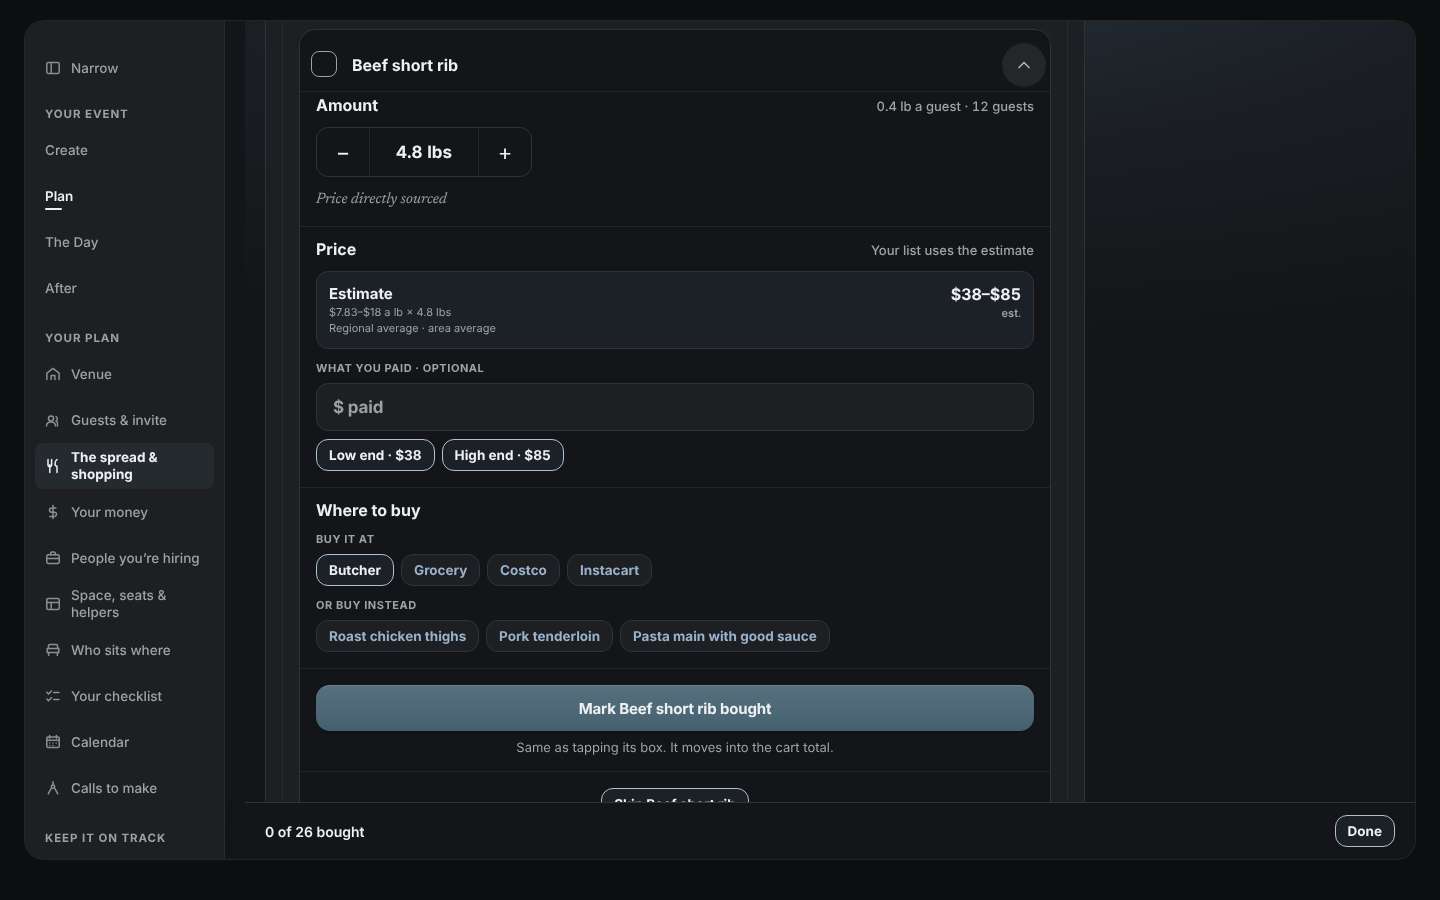 Narrow
YOUR EVENT
Create
Plan
The Day
After
YOUR PLAN
Venue
Guests & invite
The spread &
shopping
Your money
People you’re hiring
Space, seats &
helpers
Who sits where
Your checklist
Calendar
Calls to make
KEEP IT ON TRACK
Beef short rib
Amount
0.4 lb a guest · 12 guests
− 4.8 lbs +
Price directly sourced
Price
Your list uses the estimate
Estimate
$38–$85
$7.83–$18 a lb × 4.8 lbs
est.
Regional average · area average
WHAT YOU PAID · OPTIONAL
$ paid
Low end · $38
High end · $85
Where to buy
BUY IT AT
Butcher
Grocery
Costco
Instacart
OR BUY INSTEAD
Roast chicken thighs
Pork tenderloin
Pasta main with good sauce
Mark Beef short rib bought
Same as tapping its box. It moves into the cart total.
Skip Beef short rib
0 of 26 bought
Done